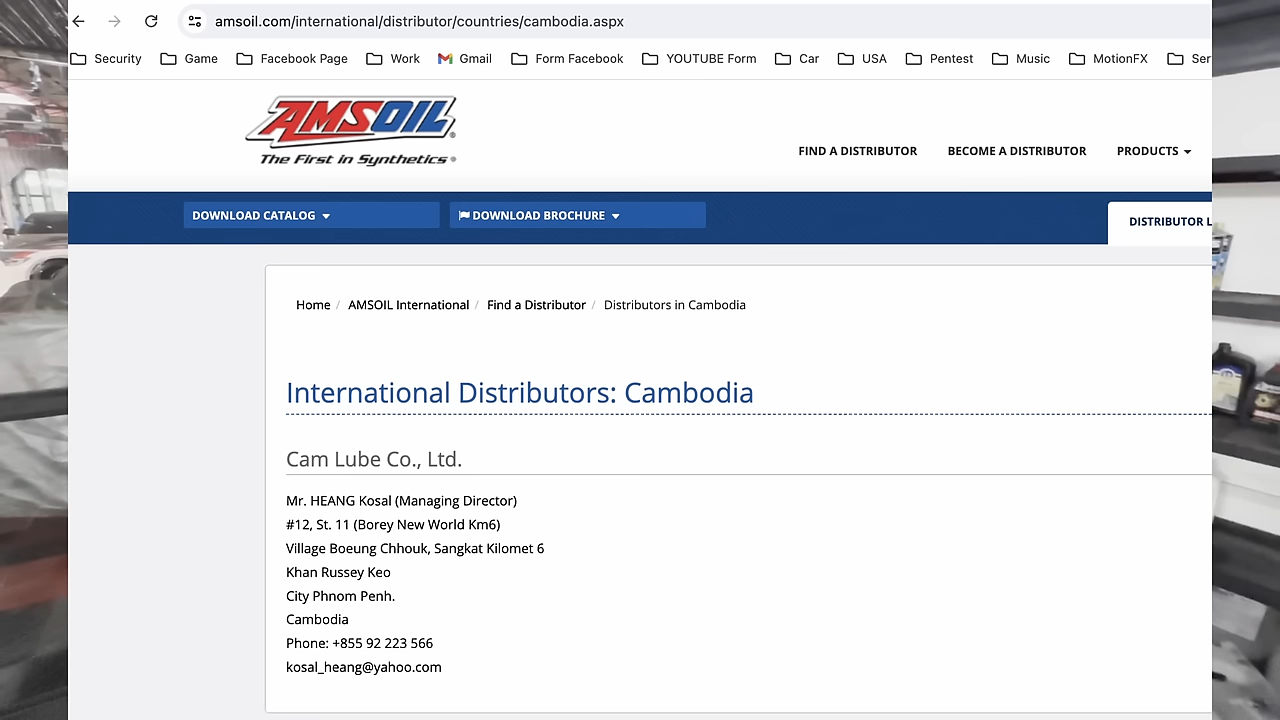 amsoil.com/international/distributor/countries/cambodia.aspx
Security Game Facebook Page Work Gmail Form Facebook YOUTUBE Form Car USA Pentest Music MotionFX Ser
AMSOIL
The First in Synthetics
FIND A DISTRIBUTOR BECOME A DISTRIBUTOR PRODUCTS
DOWNLOAD CATALOG DOWNLOAD BROCHURE
DISTRIBUTOR L
Home / AMSOIL International / Find a Distributor / Distributors in Cambodia
International Distributors: Cambodia
Cam Lube Co., Ltd.
Mr. HEANG Kosal (Managing Director)
#12, St. 11 (Borey New World Km6)
Village Boeung Chhouk, Sangkat Kilomet 6
Khan Russey Keo
City Phnom Penh.
Cambodia
Phone: +855 92 223 566
kosal_heang@yahoo.com